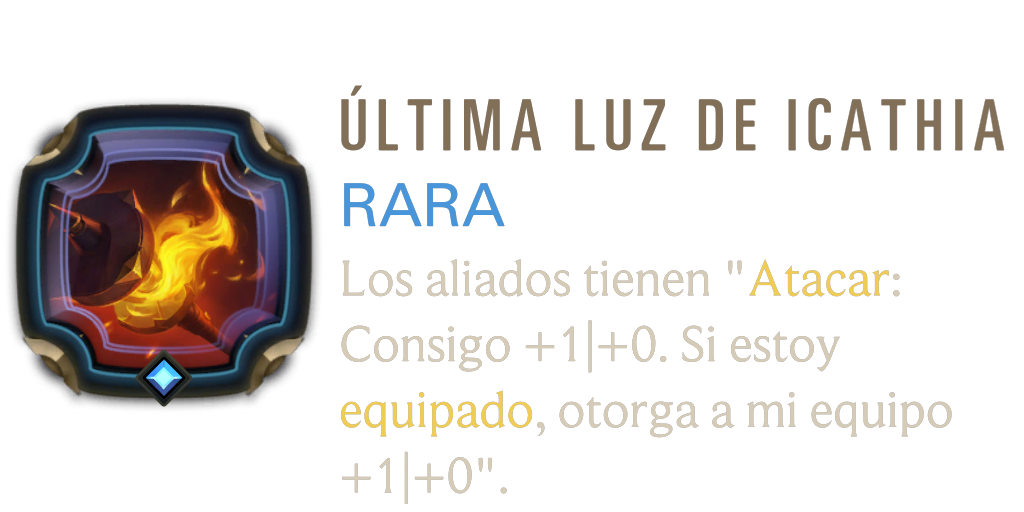 ÚLTIMA LUZ DE ICATHIA
RARA
Los aliados tienen "Atacar:
Consigo +1|+0. Si estoy
equipado, otorga a mi equipo
+1|+0".